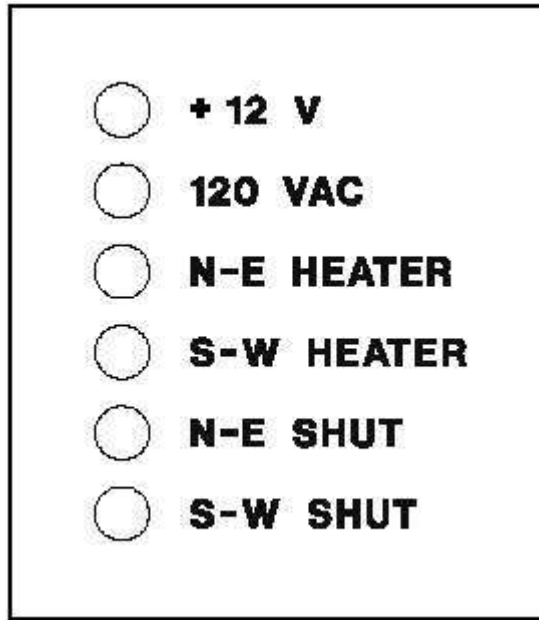 + 12 V
120 VAC
N-E HEATER
S-W HEATER
N-E SHUT
S-W SHUT